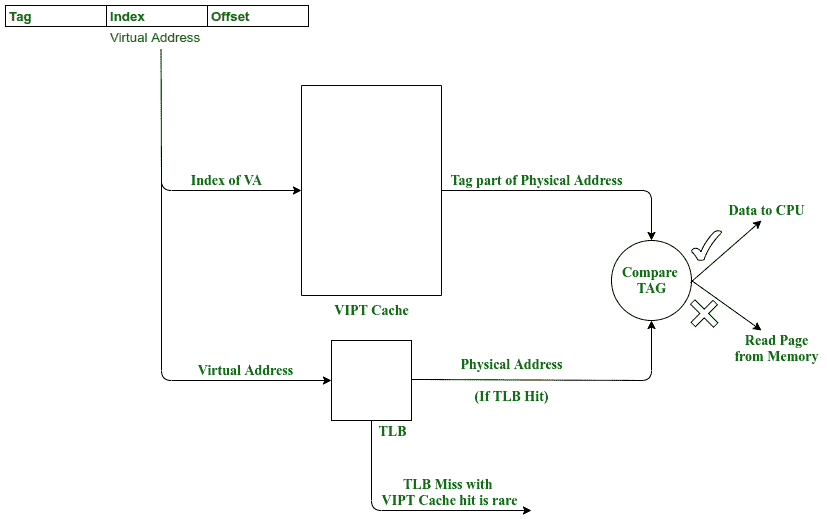 Tag Index Offset
Virtual Address
Index of VA
Tag part of Physical Address
Data to CPU
Compare
TAG
VIPT Cache
Read Page
from Memory
Virtual Address
Physical Address
(If TLB Hit)
TLB
TLB Miss with
VIPT Cache hit is rare